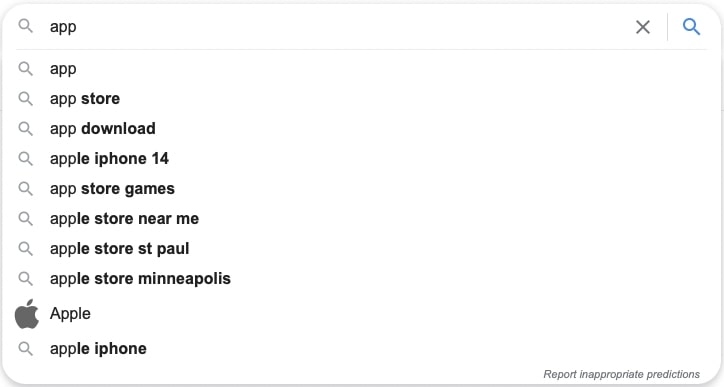 app
app
app store
app download
apple iphone 14
app store games
apple store near me
apple store st paul
apple store minneapolis
Apple
apple iphone
Report inappropriate predictions